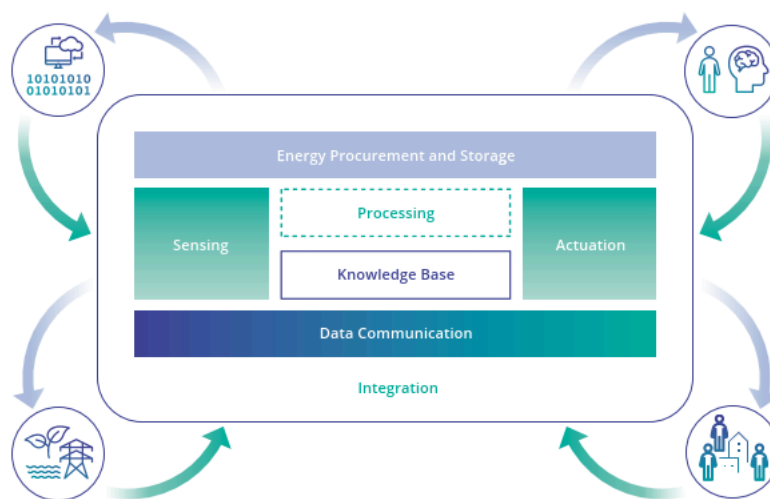 10101010
01010101
Energy Procurement and Storage
Sensing
Processing
Knowledge Base
Actuation
Data Communication
Integration